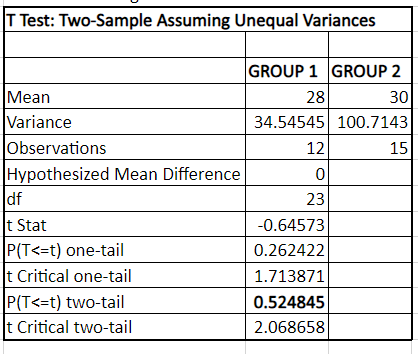 T Test: Two-Sample Assuming Unequal Variances
GROUP 1 GROUP 2
Mean 28 30
Variance 34.54545 100.7143
Observations 12 15
Hypothesized Mean Difference 0
df 23
t Stat -0.64573
P(T<=t) one-tail 0.262422
t Critical one-tail 1.713871
P(T<=t) two-tail 0.524845
t Critical two-tail 2.068658